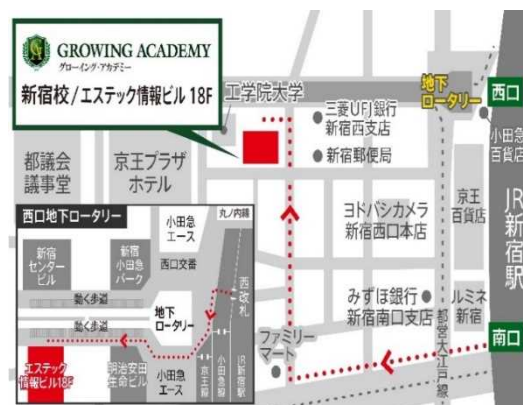 GROWING ACADEMY
グローイング・アカデミー
新宿校/エステック情報ビル 18F
工学院大学
地下
ロータリー
西口
三菱UFJ銀行
新宿西支店
小田急
百貨店
新宿郵便局
都議会
議事堂
京王プラザ
ホテル
JR新宿駅
京王
百貨店
ヨドバシカメラ
新宿西口本店
西口地下ロータリー
小田急
エース
丸ノ内線
新宿
センター
ビル
新宿
小田急
パーク
西口交番
西改札
動く歩道
地下
ロータリー
動く歩道
みずほ銀行
新宿南口支店
ルミネ
新宿
都営大江戸線
南口
ファミリー
マート
エステック
情報ビル18F
明治安田
生命ビル
小田急
エース
京王線
小田急線
JR新宿駅